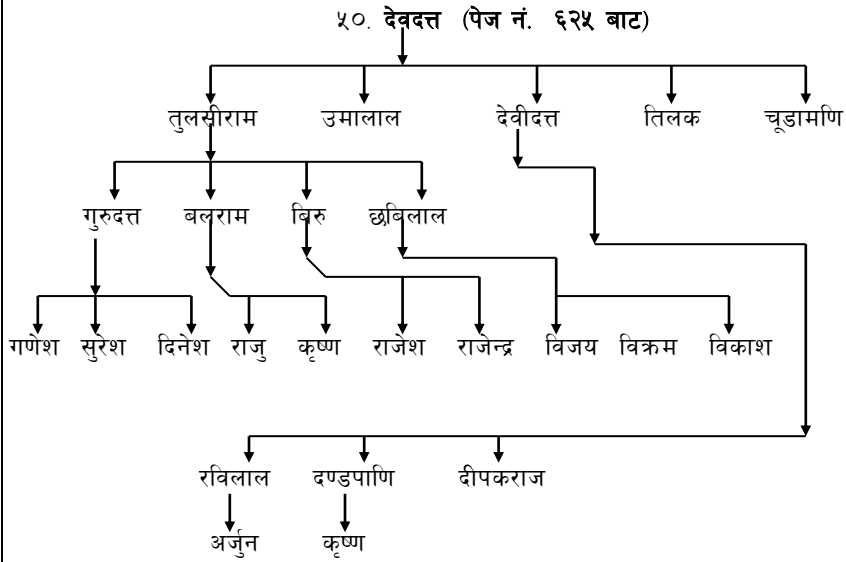 ५०. देवदत्त (पेज नं. ६२५ बाट)
तुलसीराम उमालाल देवीदत्त तिलक चूडामणि
गुरुदत्त बलराम बिरु छबिलाल
गणेश सुरेश दिनेश राजु कृष्ण राजेश राजेन्द्र विजय विक्रम विकाश
रविलाल दण्डपाणि दीपकराज
अर्जुन कृष्ण